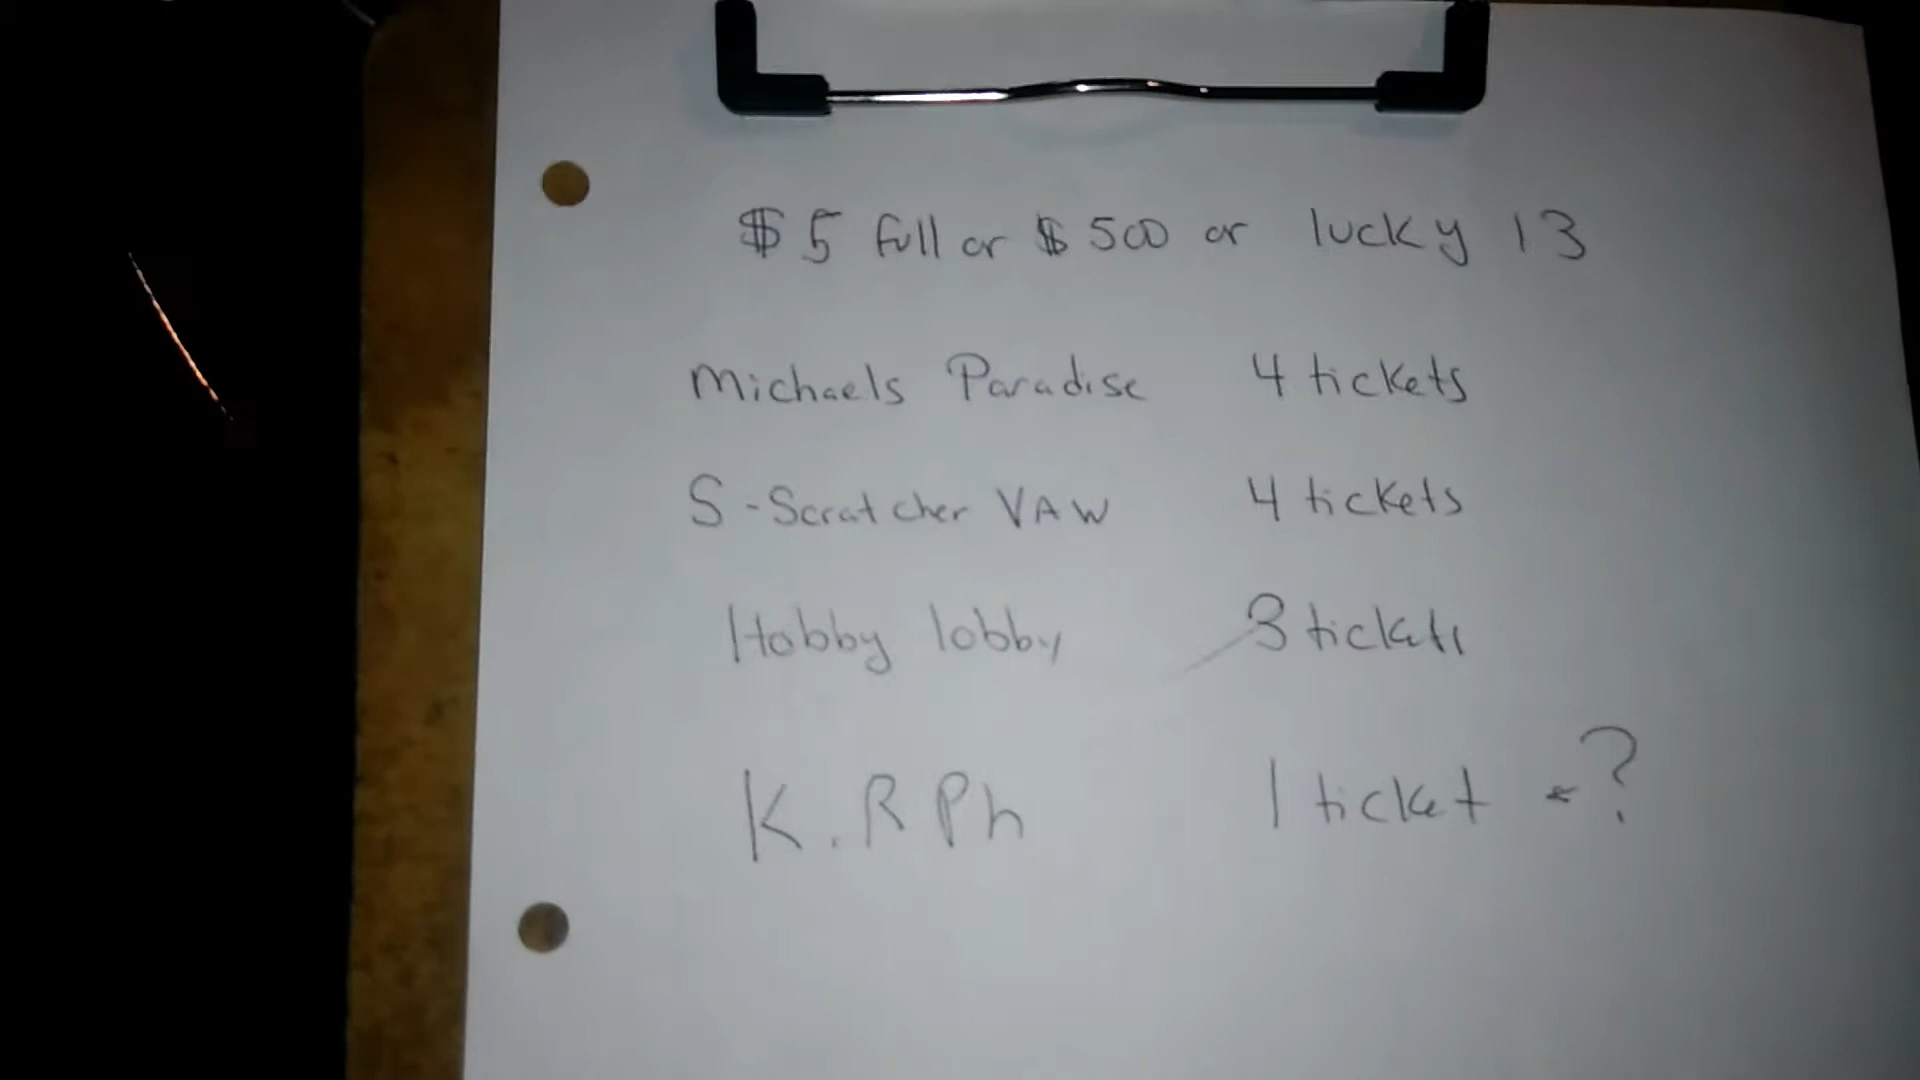 $5 full or $500 or lucky 13
Michaels Paradise 4 tickets
S-Scratcher VAW 4 tickets
Hobby lobby 3 tickets
K.RPh 1 ticket - ?